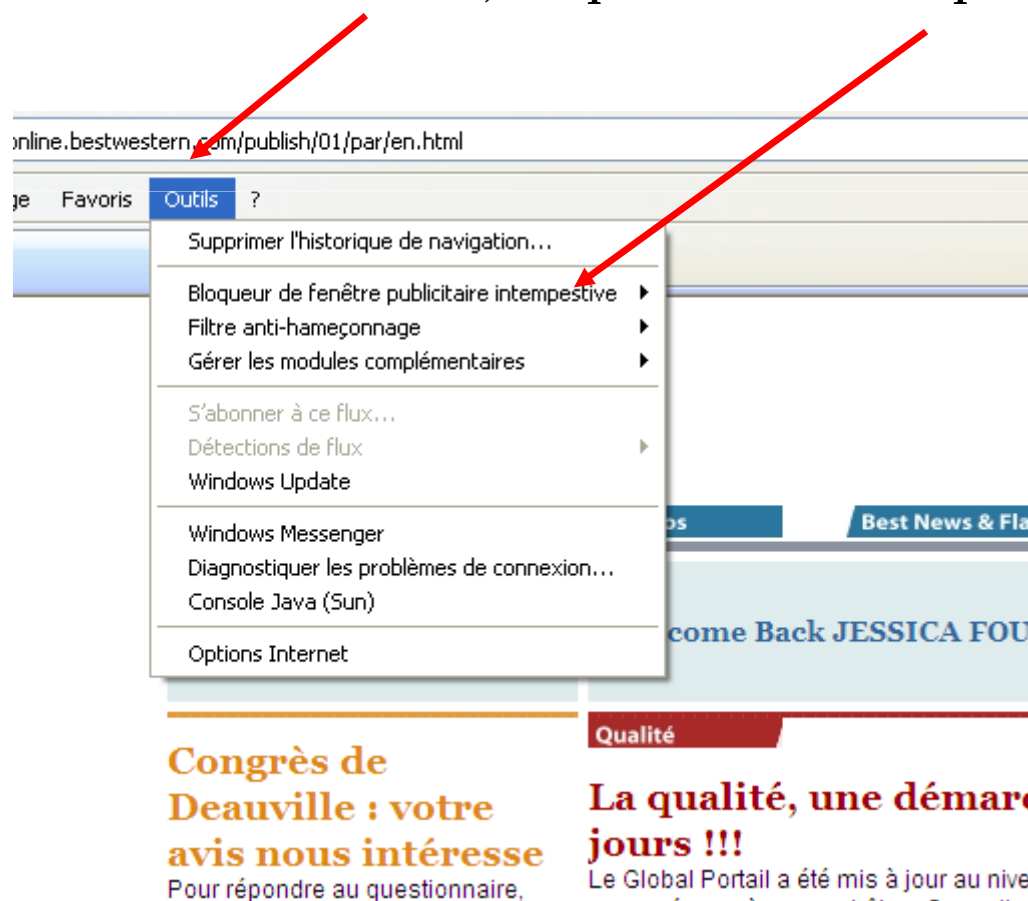 online.bestwestern.com/publish/01/par/en.html
ge Favoris Outils ?
Supprimer l'historique de navigation...
Bloqueur de fenêtre publicitaire intempestive
Filtre anti-hameçonnage
Gérer les modules complémentaires
S'abonner à ce flux...
Détections de flux
Windows Update
Windows Messenger
Diagnostiquer les problèmes de connexion...
Console Java (Sun)
Options Internet
os Best News & Fla
come Back JESSICA FOU
Qualité
Congrès de
Deauville : votre
avis nous intéresse
Pour répondre au questionnaire,
La qualité, une démarc
jours !!!
Le Global Portail a été mis à jour au nive